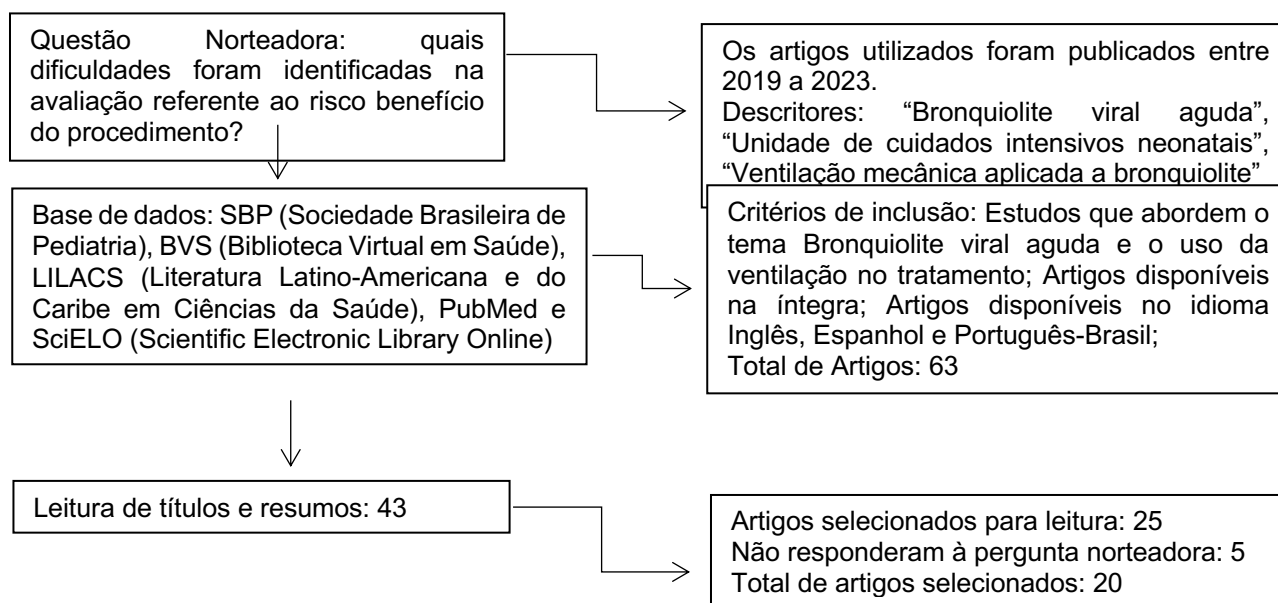 Questão Norteadora: quais
dificuldades foram identificadas na
avaliação referente ao risco benefício
do procedimento?
Os artigos utilizados foram publicados entre
2019 a 2023.
Descritores: “Bronquiolite viral aguda”,
“Unidade de cuidados intensivos neonatais”,
“Ventilação mecânica aplicada a bronquiolite”
Base de dados: SBP (Sociedade Brasileira de
Pediatria), BVS (Biblioteca Virtual em Saúde),
LILACS (Literatura Latino-Americana e do
Caribe em Ciências da Saúde), PubMed e
SciELO (Scientific Electronic Library Online)
Critérios de inclusão: Estudos que abordem o
tema Bronquiolite viral aguda e o uso da
ventilação no tratamento; Artigos disponíveis
na íntegra; Artigos disponíveis no idioma
Inglês, Espanhol e Português-Brasil;
Total de Artigos: 63
Leitura de títulos e resumos: 43
Artigos selecionados para leitura: 25
Não responderam à pergunta norteadora: 5
Total de artigos selecionados: 20